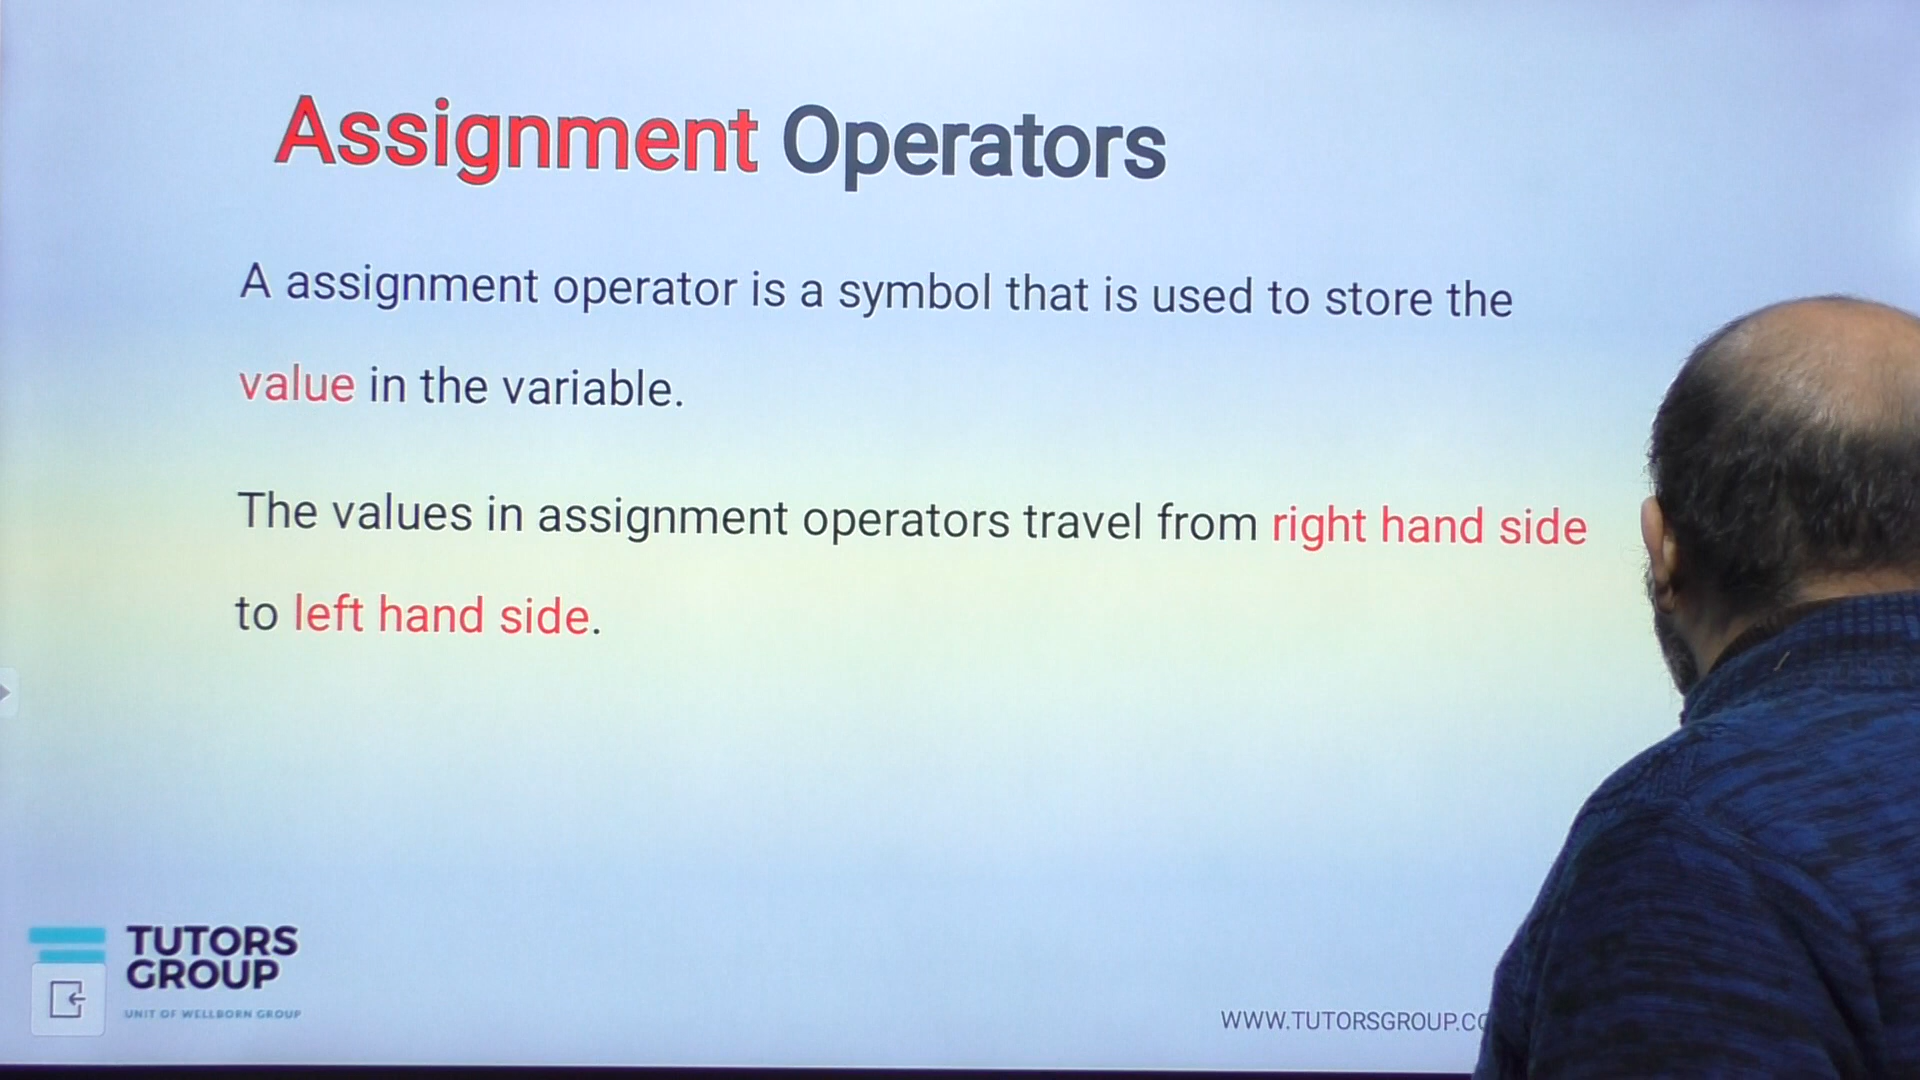 Assignment Operators
A assignment operator is a symbol that is used to store the
value in the variable.
The values in assignment operators travel from right hand side
to left hand side.
TUTORS
GROUP
UNIT OF WELLBORN GROUP
WWW.TUTORSGROUP.CO